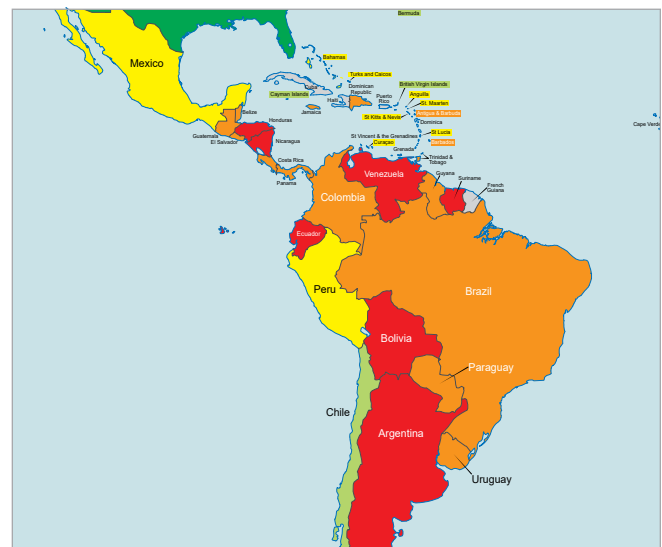 Bermuda
Mexico
Bahamas
Turks and Caicos
Cuba
Cayman Islands
Dominican
Republic
British Virgin Islands
Haiti
Puerto
Rico
Anguilla
St. Maarten
Jamaica
Belize
St Kitts & Nevis
Antigua & Barbuda
Dominica
Cape Verde
Honduras
Guatemala
El Salvador
Nicaragua
St Vincent & the Grenadines
St Lucia
Curaçao
Barbados
Grenada
Costa Rica
Trinidad &
Tobago
Panama
Venezuela
Guyana
Suriname
French
Guiana
Colombia
Ecuador
Peru
Brazil
Bolivia
Paraguay
Chile
Argentina
Uruguay